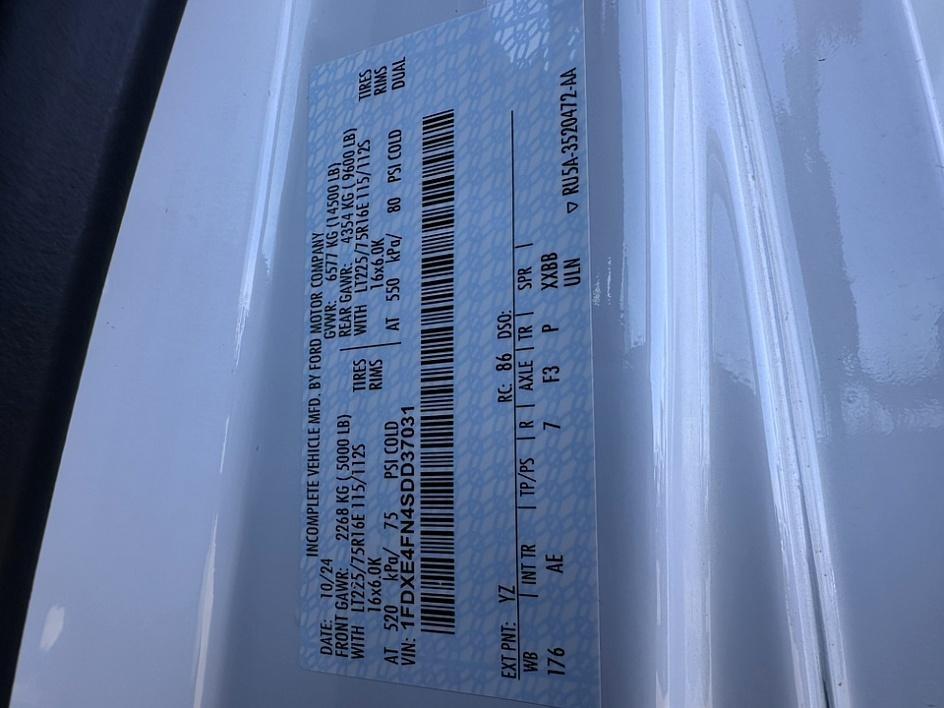 INCOMPLETE VEHICLE MFD. BY FORD MOTOR COMPANY
DATE: 10/24 GVWR: 6577 KG (14500 LB)
FRONT GAWR: 2268 KG ( 5000 LB) REAR GAWR: 4354 KG ( 9600 LB)
WITH LT225/75R16E 115/112S TIRES WITH LT225/75R16E 115/112S TIRES
16x6.0K RIMS 16x6.0K RIMS
AT 520 kPa/ 75 PSI COLD AT 550 kPa/ 80 PSI COLD DUAL
VIN: 1FDXE4FN4SDD37031
EXT PNT: YZ RC: 86 DSO:
WB | INT TR | TP/PS | R | AXLE | TR | SPR |
176 AE 7 F3 P XXBB
ULN ▽ RU5A-3520472-AA